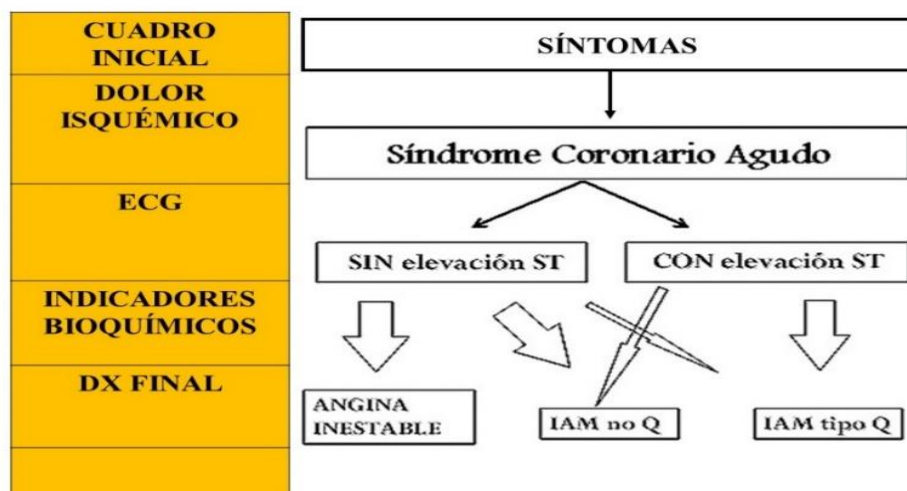 CUADRO
INICIAL
SÍNTOMAS
DOLOR
ISQUÉMICO
Síndrome Coronario Agudo
ECG
SIN elevación ST
CON elevación ST
INDICADORES
BIOQUÍMICOS
DX FINAL
ANGINA
INESTABLE
IAM no Q
IAM tipo Q